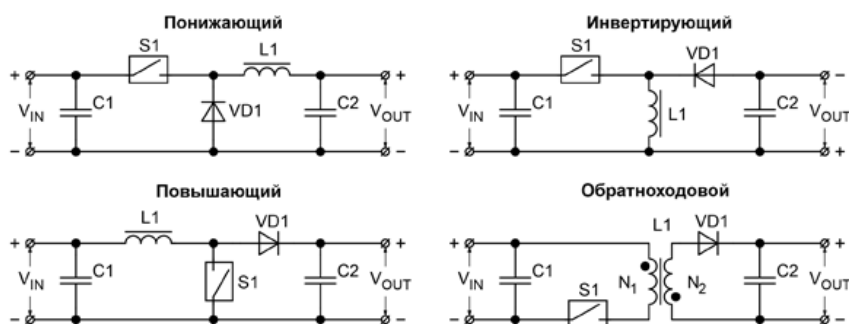 Понижающий
S1
L1
+
+
V_IN
C1
VD1
C2
V_OUT
−
−
Инвертирующий
S1
VD1
+
−
V_IN
C1
L1
C2
V_OUT
−
+
Повышающий
L1
VD1
+
+
V_IN
C1
S1
C2
V_OUT
−
−
Обратноходовой
L1
VD1
+
+
V_IN
C1
S1
N₁
N₂
C2
V_OUT
−
−